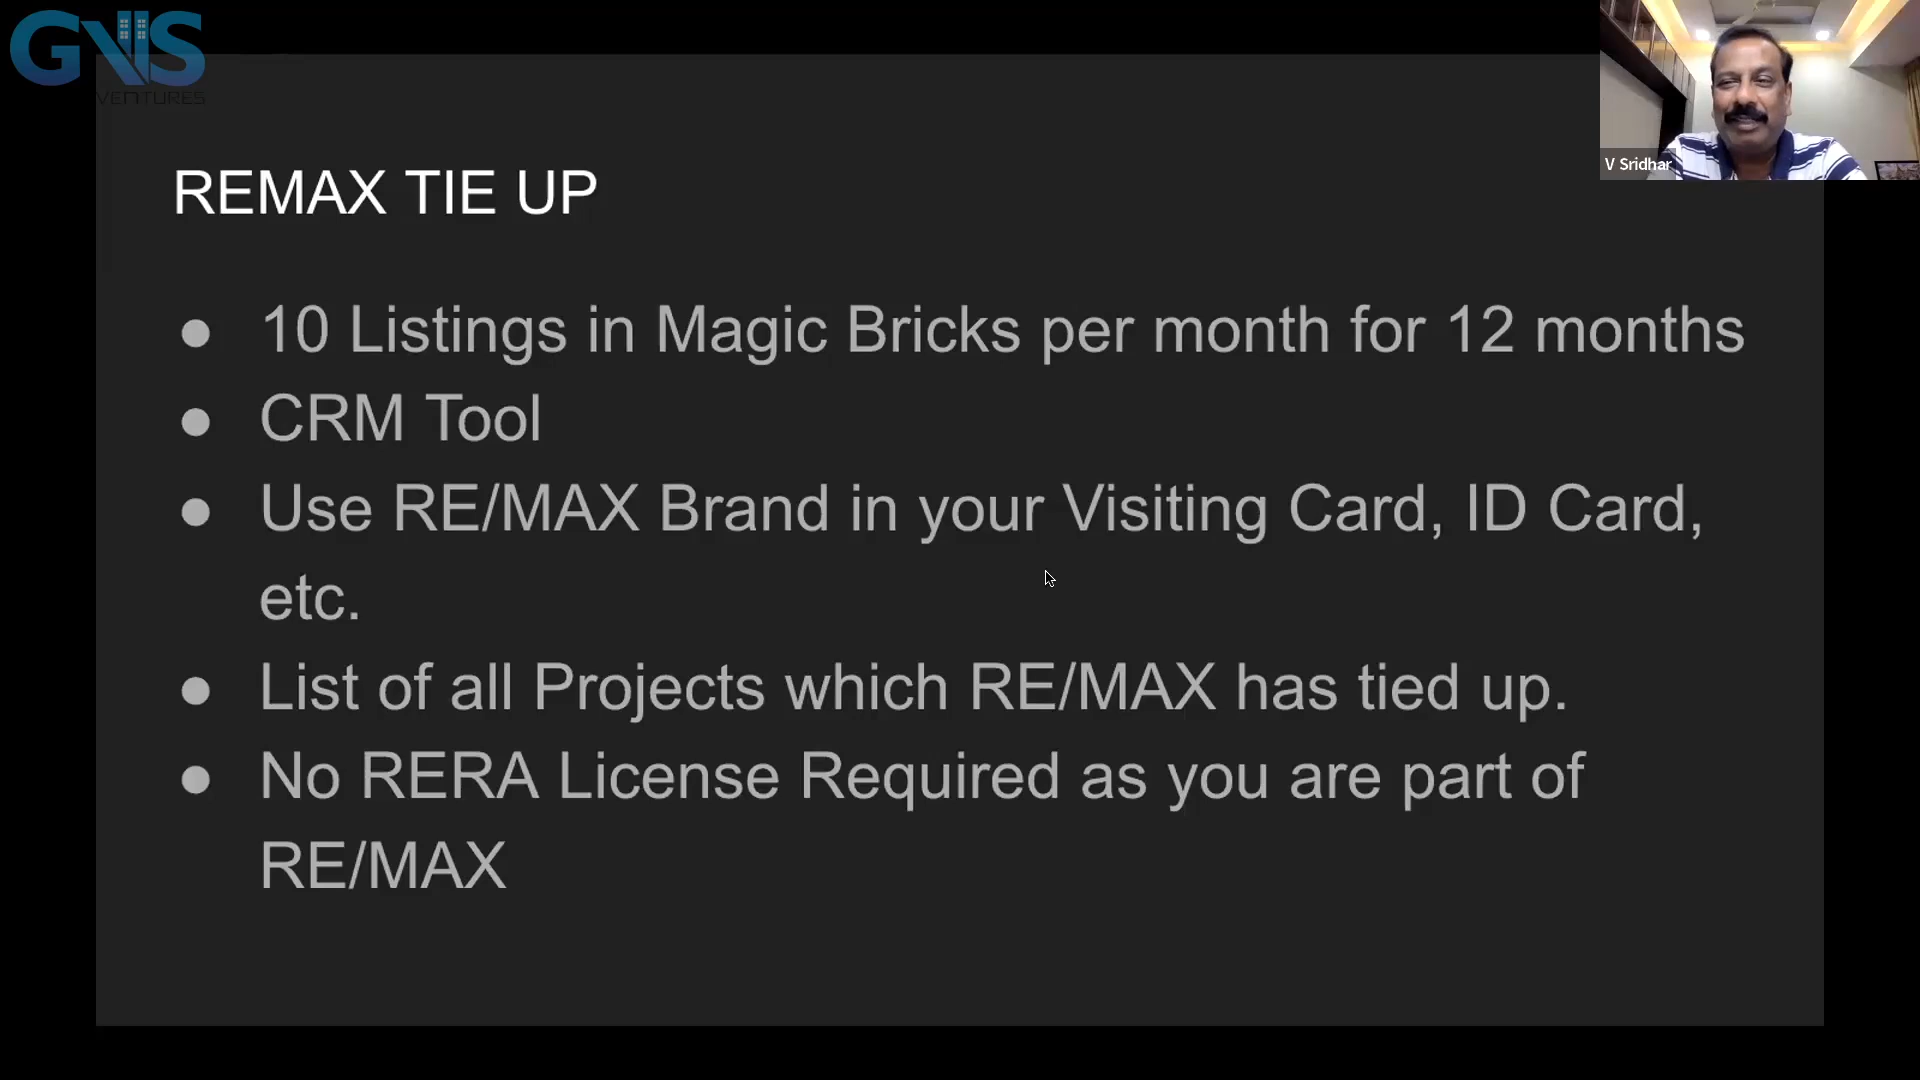 GVS
VENTURES
V Sridhar
REMAX TIE UP
● 10 Listings in Magic Bricks per month for 12 months
● CRM Tool
● Use RE/MAX Brand in your Visiting Card, ID Card,
etc.
● List of all Projects which RE/MAX has tied up.
● No RERA License Required as you are part of
RE/MAX